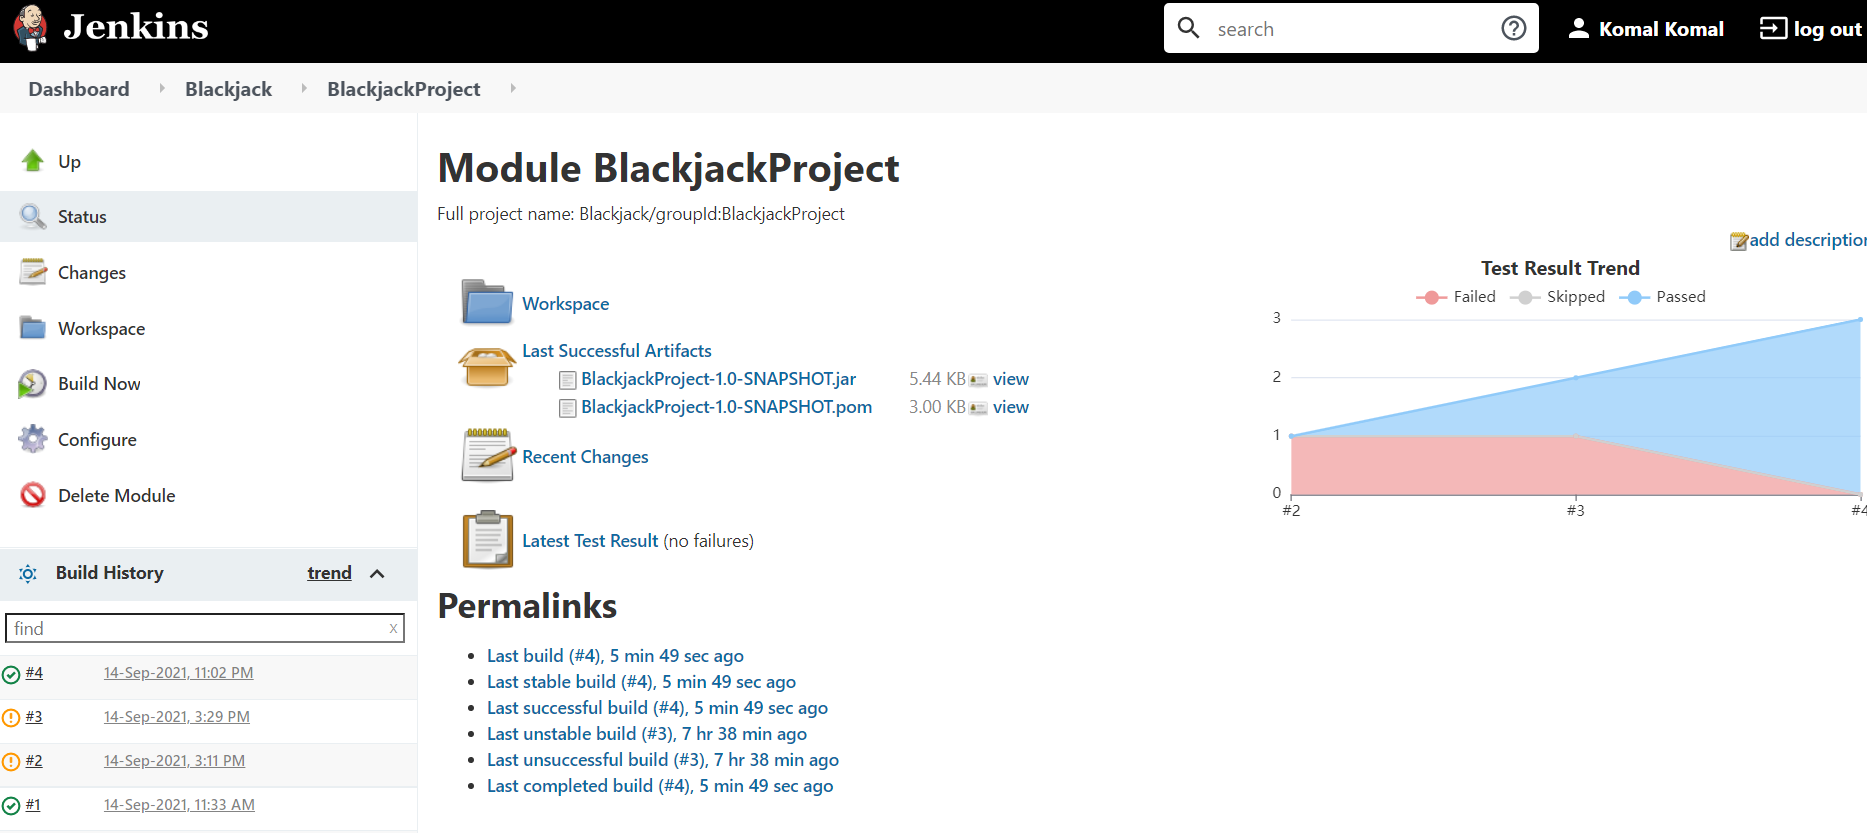 Jenkins
search
Komal Komal
log out
Dashboard
Blackjack
BlackjackProject
Up
Status
Changes
Workspace
Build Now
Configure
Delete Module
Build History
trend
find
x
#4 14-Sep-2021, 11:02 PM
#3 14-Sep-2021, 3:29 PM
#2 14-Sep-2021, 3:11 PM
#1 14-Sep-2021, 11:33 AM
Module BlackjackProject
Full project name: Blackjack/groupId:BlackjackProject
Workspace
Last Successful Artifacts
BlackjackProject-1.0-SNAPSHOT.jar 5.44 KB view
BlackjackProject-1.0-SNAPSHOT.pom 3.00 KB view
Recent Changes
Latest Test Result (no failures)
Permalinks
Last build (#4), 5 min 49 sec ago
Last stable build (#4), 5 min 49 sec ago
Last successful build (#4), 5 min 49 sec ago
Last unstable build (#3), 7 hr 38 min ago
Last unsuccessful build (#3), 7 hr 38 min ago
Last completed build (#4), 5 min 49 sec ago
add description
Test Result Trend
Failed Skipped Passed
3
2
1
0
#2 #3 #4